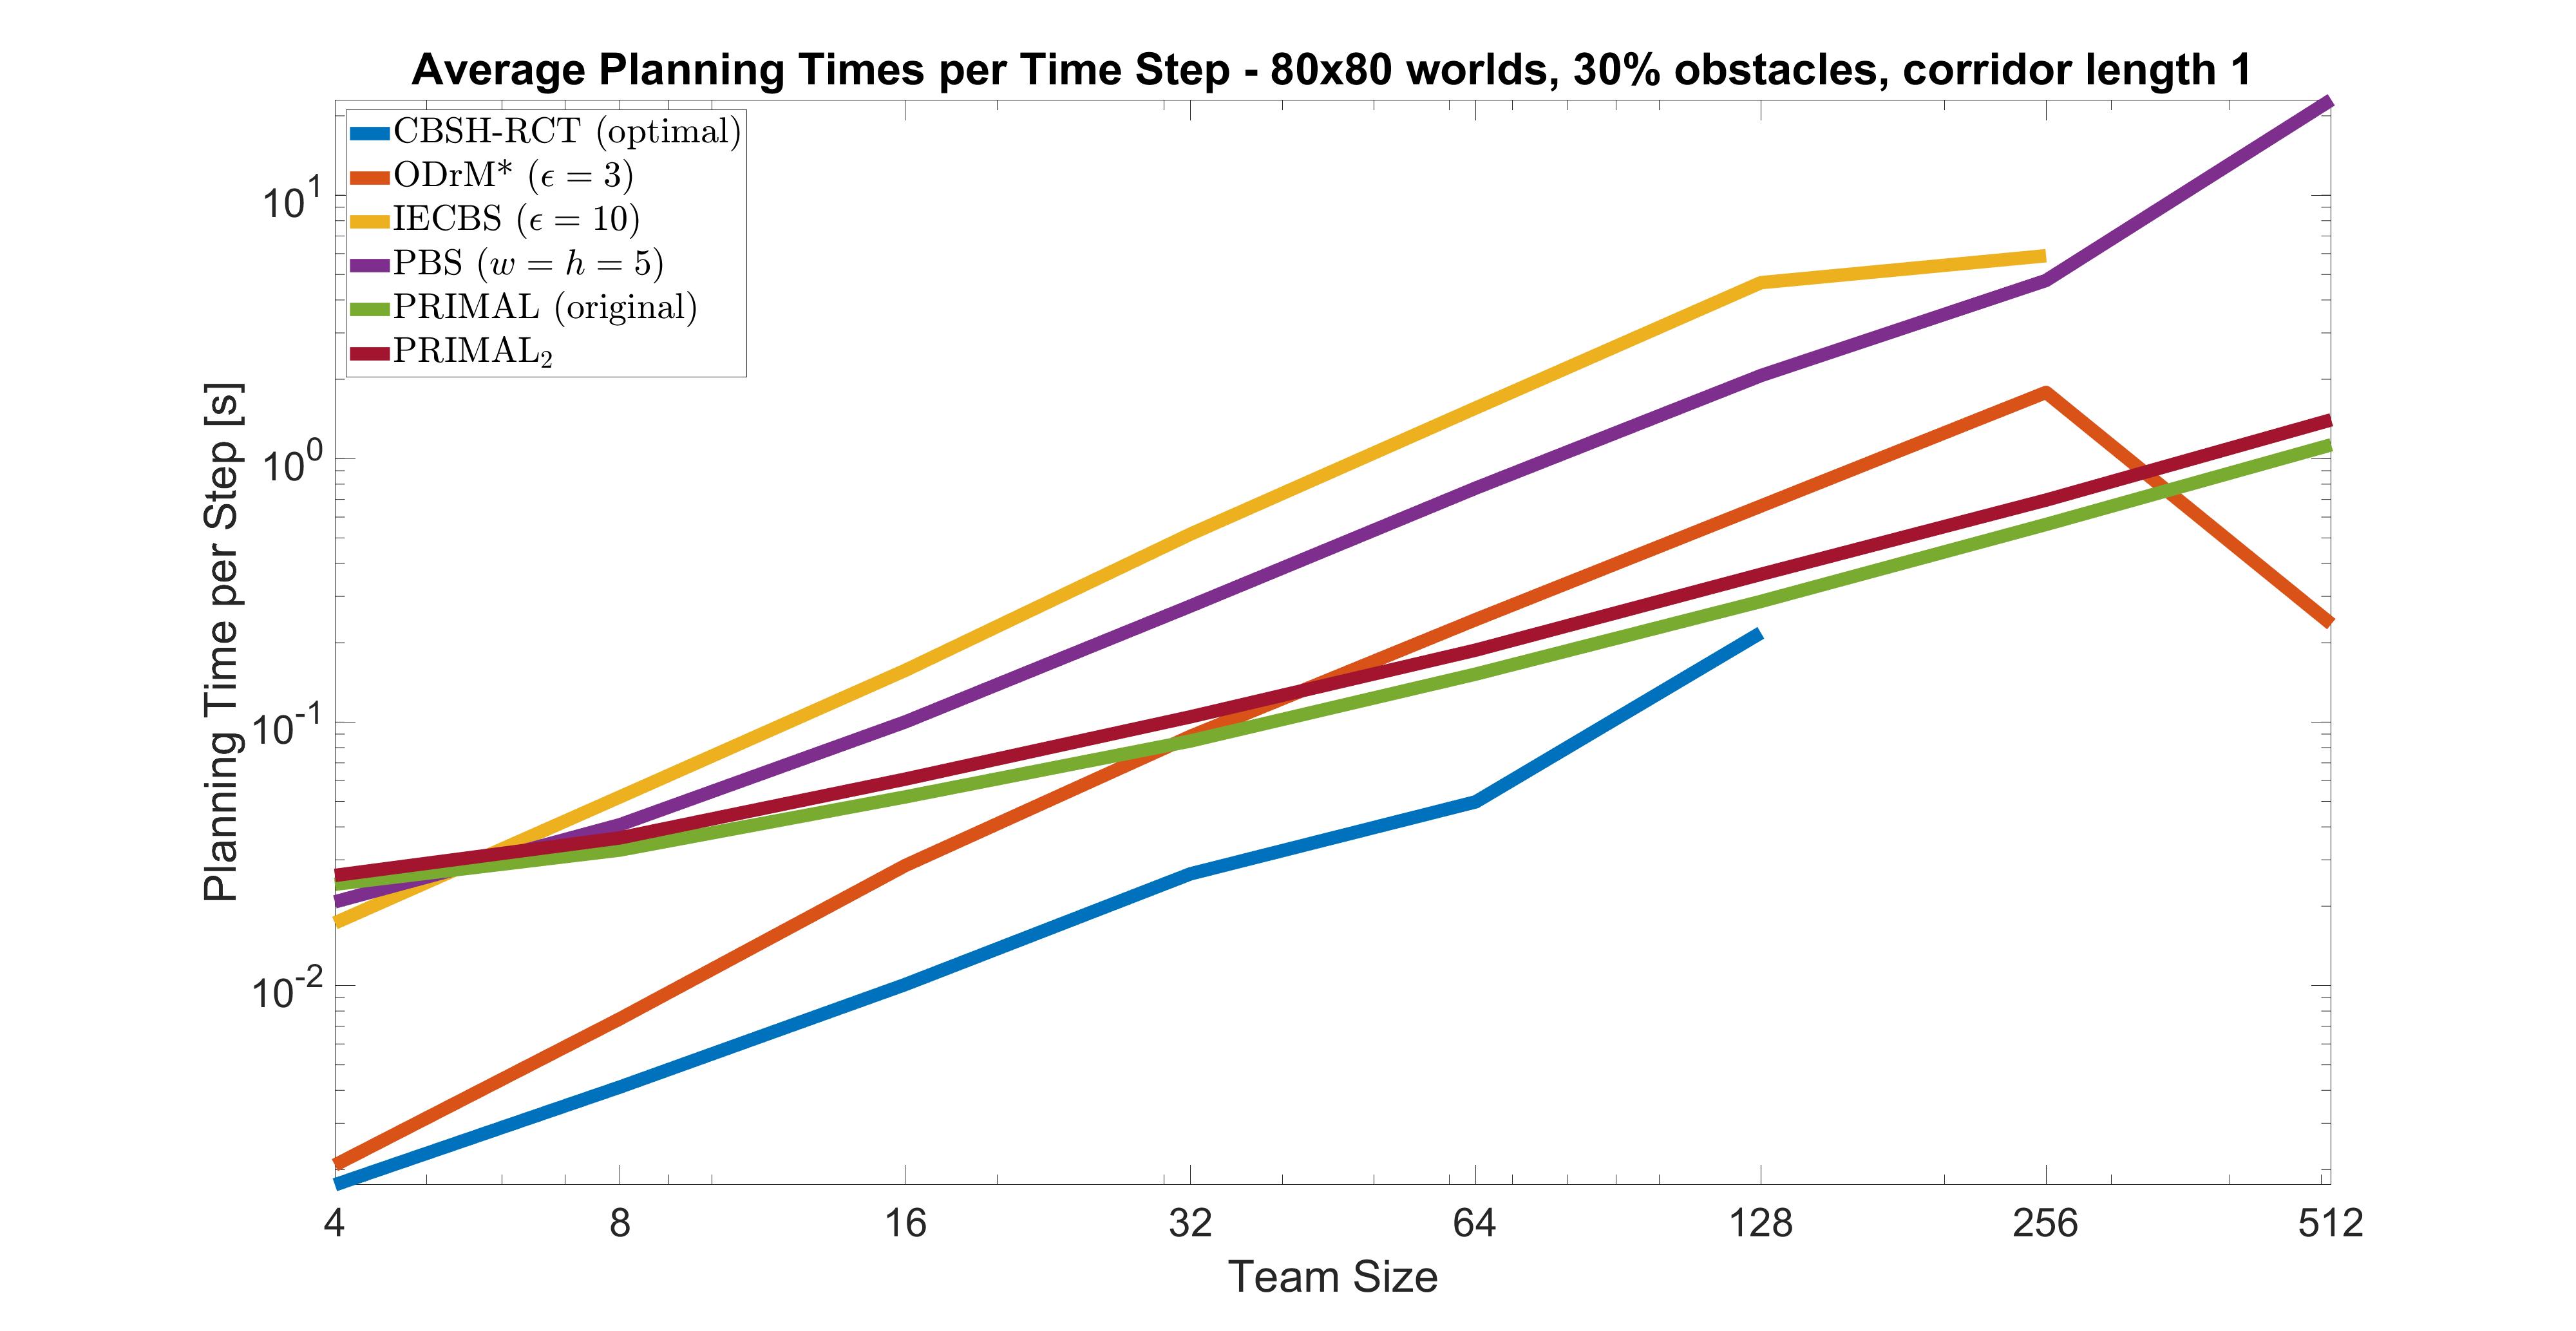 Average Planning Times per Time Step - 80x80 worlds, 30% obstacles, corridor length 1
CBSH-RCT (optimal)
ODrM* (ϵ = 3)
IECBS (ϵ = 10)
PBS (w = h = 5)
PRIMAL (original)
PRIMAL₂
Planning Time per Step [s]
10¹
10⁰
10⁻¹
10⁻²
4 8 16 32 64 128 256 512
Team Size